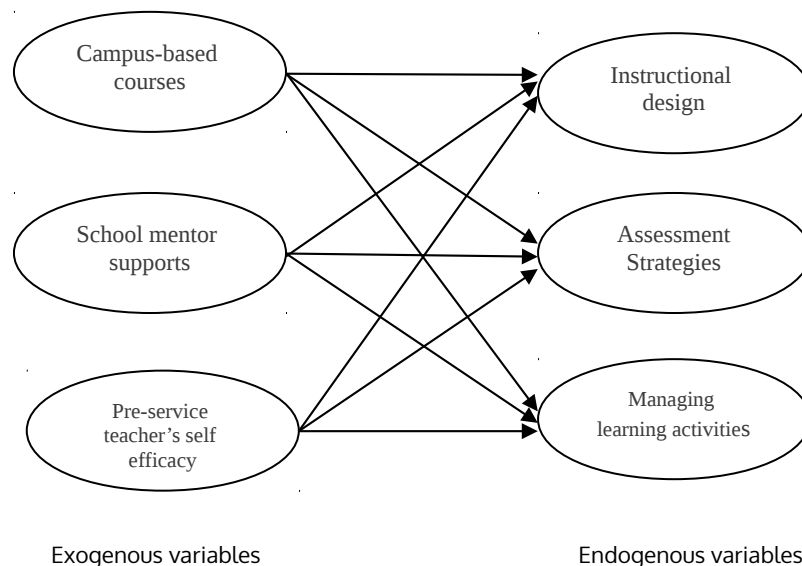 Campus-based
courses
Instructional
design
School mentor
supports
Assessment
Strategies
Pre-service
teacher’s self
efficacy
Managing
learning activities
Exogenous variables
Endogenous variables